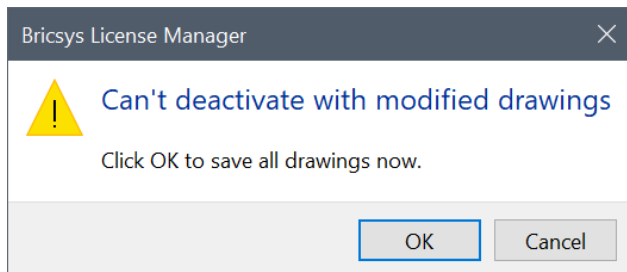 Bricsys License Manager
Can't deactivate with modified drawings
Click OK to save all drawings now.
OK
Cancel